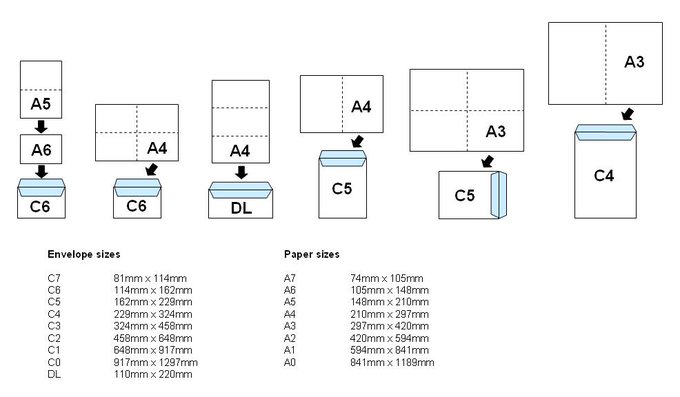 A5
A6
C6
A4
C6
A4
DL
A4
C5
A3
C5
A3
C4
Envelope sizes
C7 81mm x 114mm
C6 114mm x 162mm
C5 162mm x 229mm
C4 229mm x 324mm
C3 324mm x 458mm
C2 458mm x 648mm
C1 648mm x 917mm
C0 917mm x 1297mm
DL 110mm x 220mm
Paper sizes
A7 74mm x 105mm
A6 105mm x 148mm
A5 148mm x 210mm
A4 210mm x 297mm
A3 297mm x 420mm
A2 420mm x 594mm
A1 594mm x 841mm
A0 841mm x 1189mm